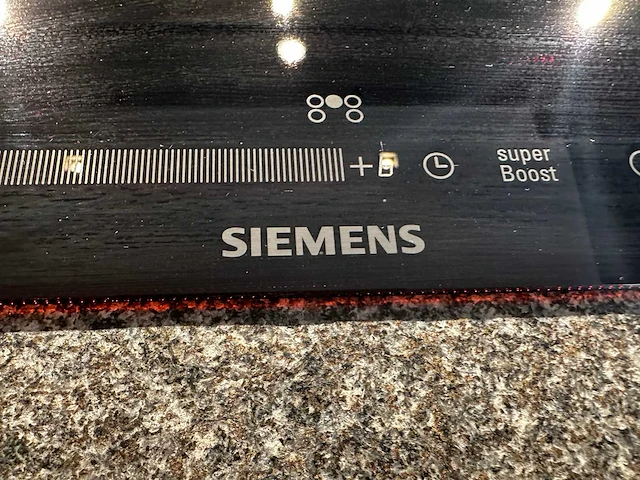 +
super
Boost
SIEMENS